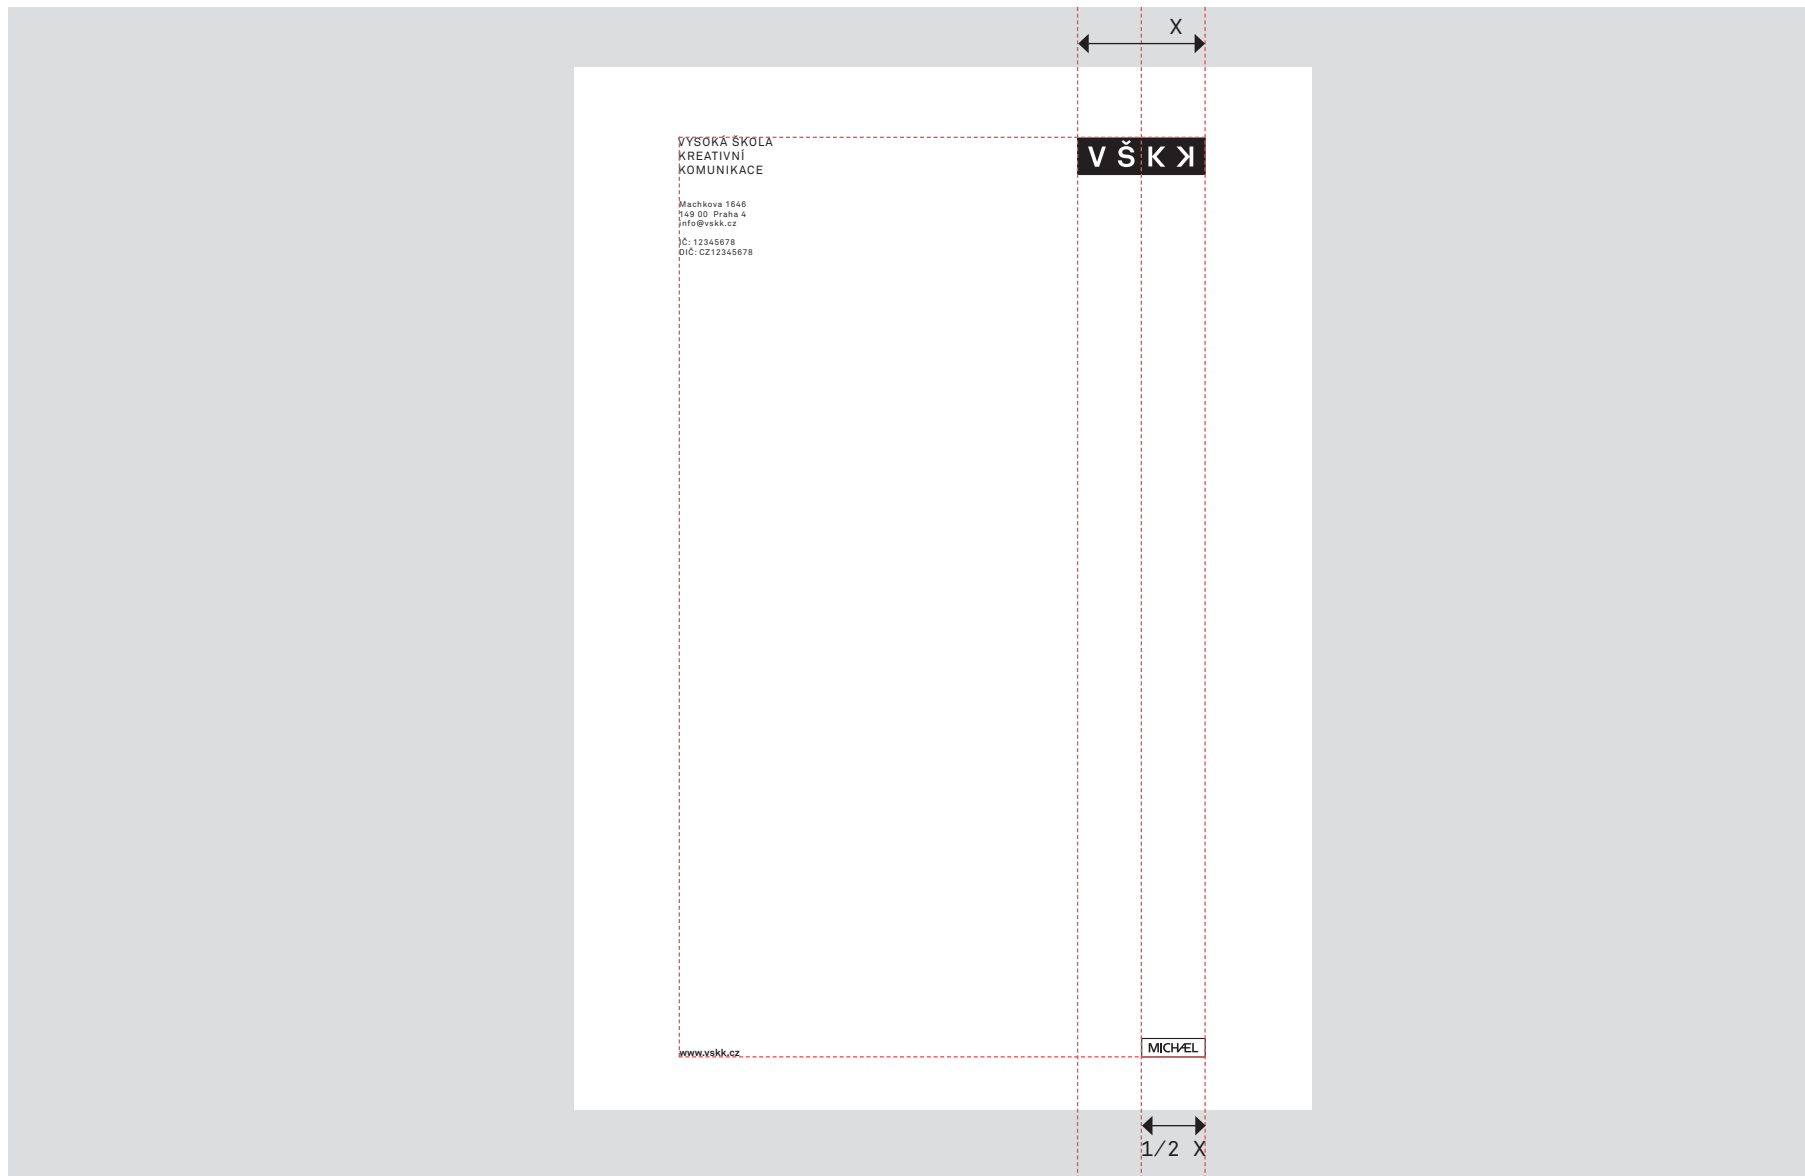 X
VYSOKÁ ŠKOLA
KREATIVNÍ
KOMUNIKACE
VŠKK
Machkova 1646
149 00 Praha 4
info@vskk.cz
IČ: 12345678
DIČ: CZ12345678
www.vskk.cz
MICHÆL
1/2 X